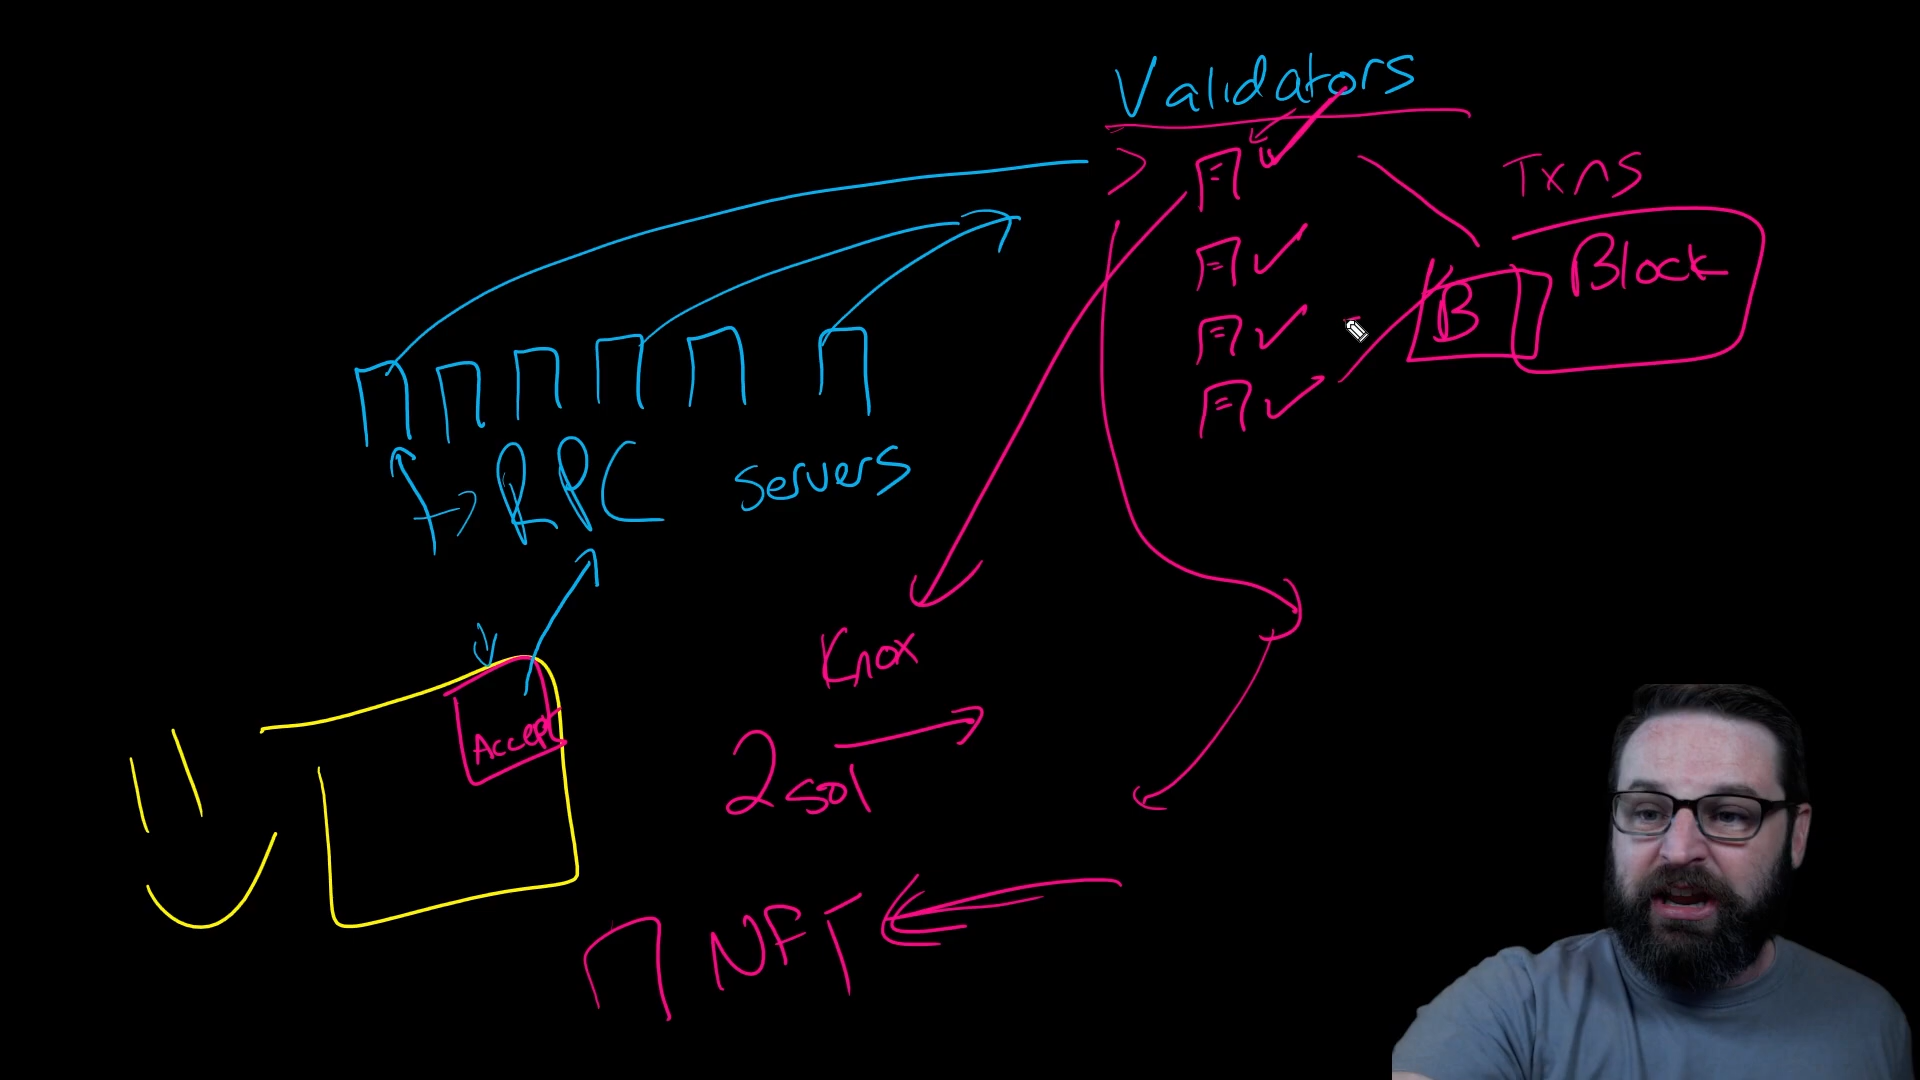 Validators
Txns
Block
B
RPC servers
Accept
Knox
2 sol
NFT